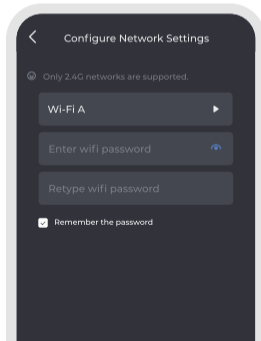 Configure Network Settings
Only 2.4G networks are supported.
Wi-Fi A
Enter wifi password
Retype wifi password
Remember the password